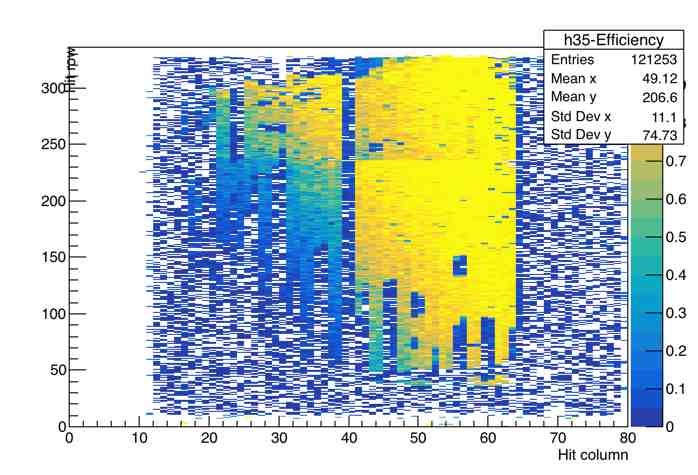 h35-Efficiency
Entries 121253
Mean x 49.12
Mean y 206.6
Std Dev x 11.1
Std Dev y 74.73
300
250
200
150
100
50
0
0 10 20 30 40 50 60 70 80
Hit column
0.7
0.6
0.5
0.4
0.3
0.2
0.1
0